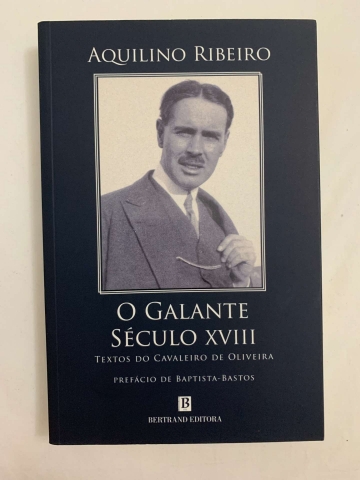 AQUILINO RIBEIRO
O GALANTE
SÉCULO XVIII
TEXTOS DO CAVALEIRO DE OLIVEIRA
PREFÁCIO DE BAPTISTA-BASTOS
B
BERTRAND EDITORA